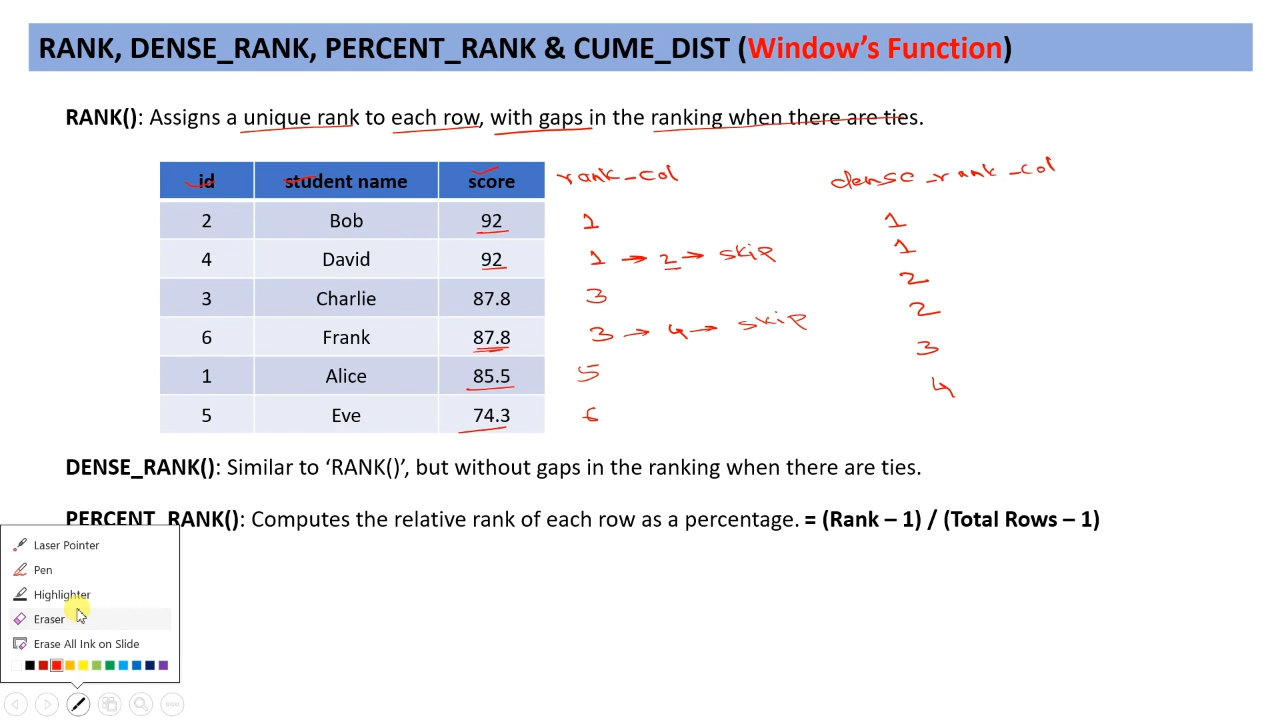 RANK, DENSE_RANK, PERCENT_RANK & CUME_DIST (Window’s Function)
RANK(): Assigns a unique rank to each row, with gaps in the ranking when there are ties.
id student name score rank_col dense_rank_col
2 Bob 92 1 1
4 David 92 1 → 2 → skip 1
3 Charlie 87.8 3 2
6 Frank 87.8 3 → 4 → skip 2
1 Alice 85.5 5 3
5 Eve 74.3 6 4
DENSE_RANK(): Similar to ‘RANK()’, but without gaps in the ranking when there are ties.
PERCENT_RANK(): Computes the relative rank of each row as a percentage. = (Rank – 1) / (Total Rows – 1)
Laser Pointer
Pen
Highlighter
Eraser
Erase All Ink on Slide